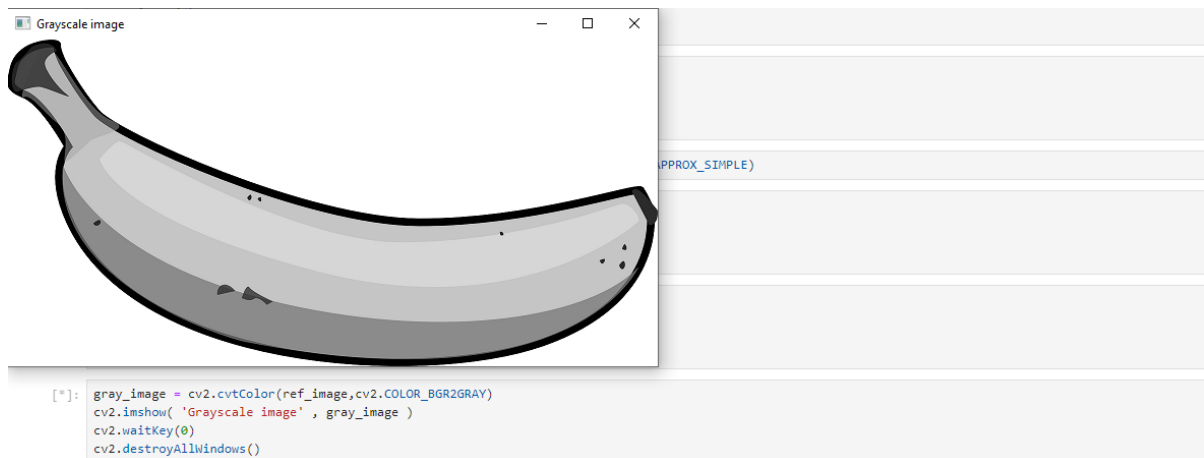 Grayscale image
APPROX_SIMPLE)
[*]:
gray_image = cv2.cvtColor(ref_image,cv2.COLOR_BGR2GRAY)
cv2.imshow( 'Grayscale image' , gray_image )
cv2.waitKey(0)
cv2.destroyAllWindows()